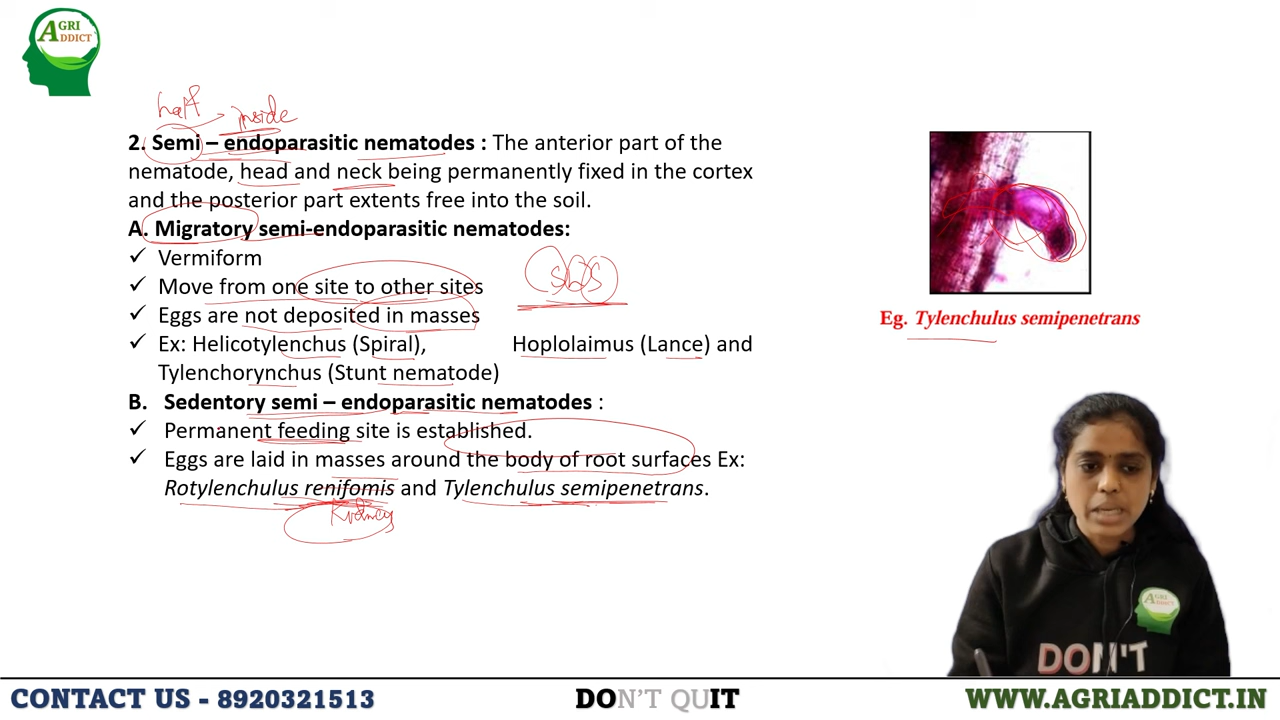 AGRI
ADDICT
half
inside
2. Semi – endoparasitic nematodes : The anterior part of the
nematode, head and neck being permanently fixed in the cortex
and the posterior part extents free into the soil.
A. Migratory semi-endoparasitic nematodes:
✓ Vermiform
✓ Move from one site to other sites
✓ Eggs are not deposited in masses
✓ Ex: Helicotylenchus (Spiral), Hoplolaimus (Lance) and
Tylenchorynchus (Stunt nematode)
B. Sedentory semi – endoparasitic nematodes :
✓ Permanent feeding site is established.
✓ Eggs are laid in masses around the body of root surfaces Ex:
Rotylenchulus renifomis and Tylenchulus semipenetrans.
Kidney
Eg. Tylenchulus semipenetrans
AGRI
ADDICT
DON'T
CONTACT US - 8920321513
DON'T QUIT
WWW.AGRIADDICT.IN